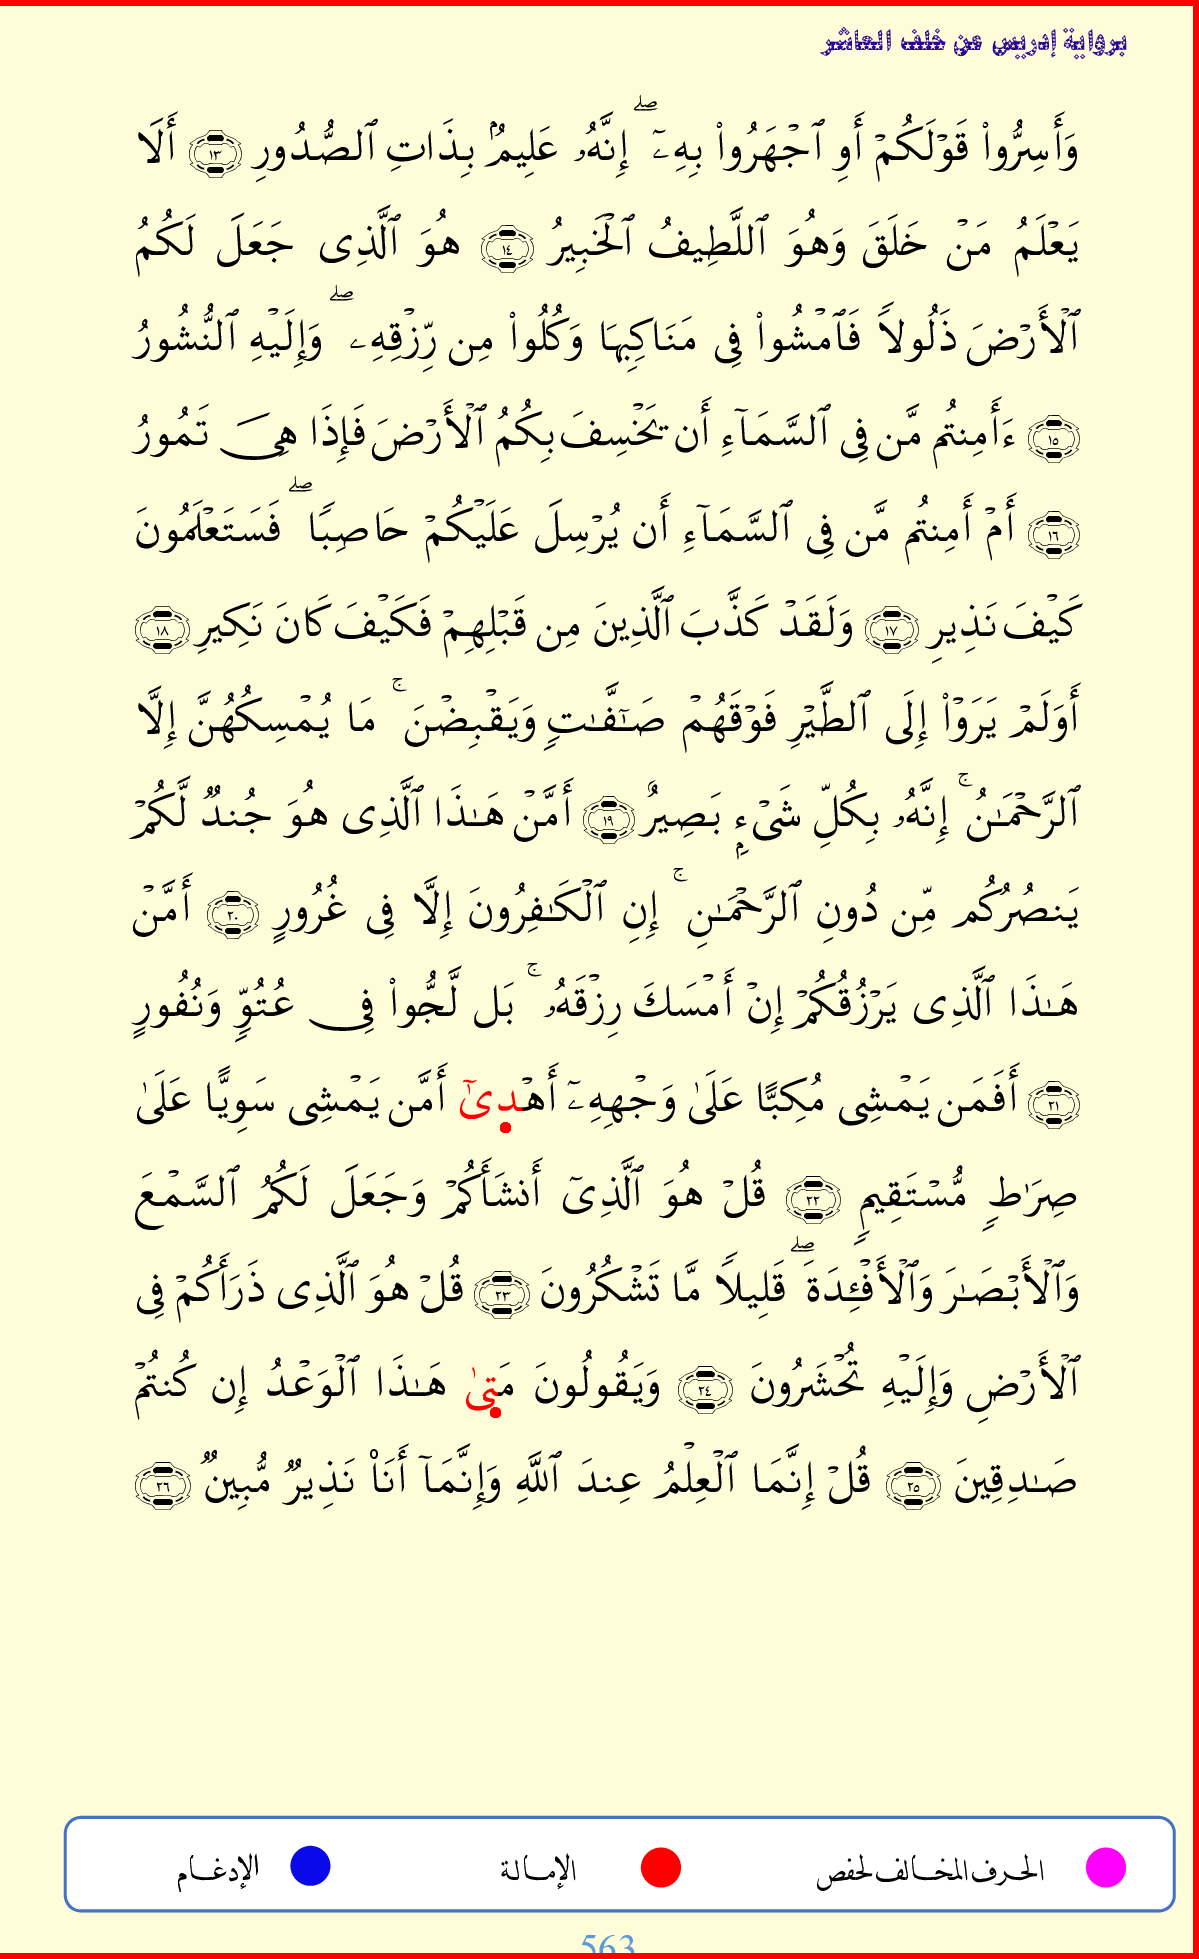 برواية إدريس عن خلف العاشر
وَأَسِرُّوا۟ قَوۡلَكُمۡ أَوِ ٱجۡهَرُوا۟ بِهِۦٓۖ إِنَّهُۥ عَلِيمُۢ بِذَاتِ ٱلصُّدُورِ ١٣ أَلَا
يَعۡلَمُ مَنۡ خَلَقَ وَهُوَ ٱللَّطِيفُ ٱلۡخَبِيرُ ١٤ هُوَ ٱلَّذِى جَعَلَ لَكُمُ
ٱلۡأَرۡضَ ذَلُولًا فَٱمۡشُوا۟ فِى مَنَاكِبِهَا وَكُلُوا۟ مِن رِّزۡقِهِۦۖ وَإِلَيۡهِ ٱلنُّشُورُ
١٥ ءَأَمِنتُم مَّن فِى ٱلسَّمَآءِ أَن يَخۡسِفَ بِكُمُ ٱلۡأَرۡضَ فَإِذَا هِىَ تَمُورُ
١٦ أَمۡ أَمِنتُم مَّن فِى ٱلسَّمَآءِ أَن يُرۡسِلَ عَلَيۡكُمۡ حَاصِبًاۖ فَسَتَعۡلَمُونَ
كَيۡفَ نَذِيرِ ١٧ وَلَقَدۡ كَذَّبَ ٱلَّذِينَ مِن قَبۡلِهِمۡ فَكَيۡفَ كَانَ نَكِيرِ ١٨
أَوَلَمۡ يَرَوۡا۟ إِلَى ٱلطَّيۡرِ فَوۡقَهُمۡ صَـٰٓفَّـٰتٍ وَيَقۡبِضۡنَۚ مَا يُمۡسِكُهُنَّ إِلَّا
ٱلرَّحۡمَـٰنُۚ إِنَّهُۥ بِكُلِّ شَىۡءٍۭ بَصِيرٌ ١٩ أَمَّنۡ هَـٰذَا ٱلَّذِى هُوَ جُندٌ لَّكُمۡ
يَنصُرُكُم مِّن دُونِ ٱلرَّحۡمَـٰنِۚ إِنِ ٱلۡكَـٰفِرُونَ إِلَّا فِى غُرُورٍ ٢٠ أَمَّنۡ
هَـٰذَا ٱلَّذِى يَرۡزُقُكُمۡ إِنۡ أَمۡسَكَ رِزۡقَهُۥۚ بَل لَّجُّوا۟ فِى عُتُوٍّ وَنُفُورٍ
٢١ أَفَمَن يَمۡشِى مُكِبًّا عَلَىٰ وَجۡهِهِۦٓ أَهۡدِىٰٓ أَمَّن يَمۡشِى سَوِيًّا عَلَىٰ
صِرَٰطٍ مُّسۡتَقِيمٍ ٢٢ قُلۡ هُوَ ٱلَّذِىٓ أَنشَأَكُمۡ وَجَعَلَ لَكُمُ ٱلسَّمۡعَ
وَٱلۡأَبۡصَـٰرَ وَٱلۡأَفۡـِٔدَةَۖ قَلِيلًا مَّا تَشۡكُرُونَ ٢٣ قُلۡ هُوَ ٱلَّذِى ذَرَأَكُمۡ فِى
ٱلۡأَرۡضِ وَإِلَيۡهِ تُحۡشَرُونَ ٢٤ وَيَقُولُونَ مَتِىٰ هَـٰذَا ٱلۡوَعۡدُ إِن كُنتُمۡ
صَـٰدِقِينَ ٢٥ قُلۡ إِنَّمَا ٱلۡعِلۡمُ عِندَ ٱللَّهِ وَإِنَّمَآ أَنَا۠ نَذِيرٌ مُّبِينٌ ٢٦
الحرف المخالف لحفص الإمالة الإدغام
563